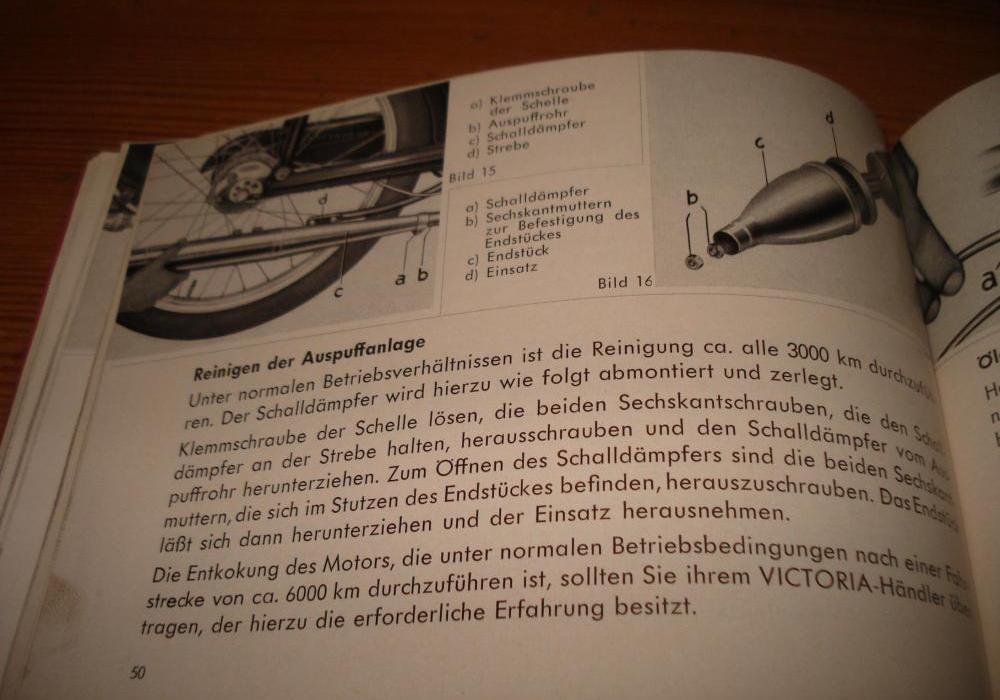 a) Klemmschraube
der Schelle
b) Auspuffrohr
c) Schalldämpfer
d) Strebe
Bild 15
a) Schalldämpfer
b) Sechskantmuttern
zur Befestigung des
Endstückes
c) Endstück
d) Einsatz
Bild 16
d
c
a
b
b
c
d
a
Reinigen der Auspuffanlage
Unter normalen Betriebsverhältnissen ist die Reinigung ca. alle 3000 km
ren. Der Schalldämpfer wird hierzu wie folgt abmontiert und zerlegt.
Klemmschraube der Schelle lösen, die beiden Sechskantschrauben, die den
dämpfer an der Strebe halten, herausschrauben und den Schalldämpfer vom
puffrohr herunterziehen. Zum Öffnen des Schalldämpfers sind die beiden
muttern, die sich im Stutzen des Endstückes befinden, herauszuschrauben. Das
läßt sich dann herunterziehen und der Einsatz herausnehmen.
Die Entkokung des Motors, die unter normalen Betriebsbedingungen nach einer
strecke von ca. 6000 km durchzuführen ist, sollten Sie ihrem VICTORIA-Händler
tragen, der hierzu die erforderliche Erfahrung besitzt.
50